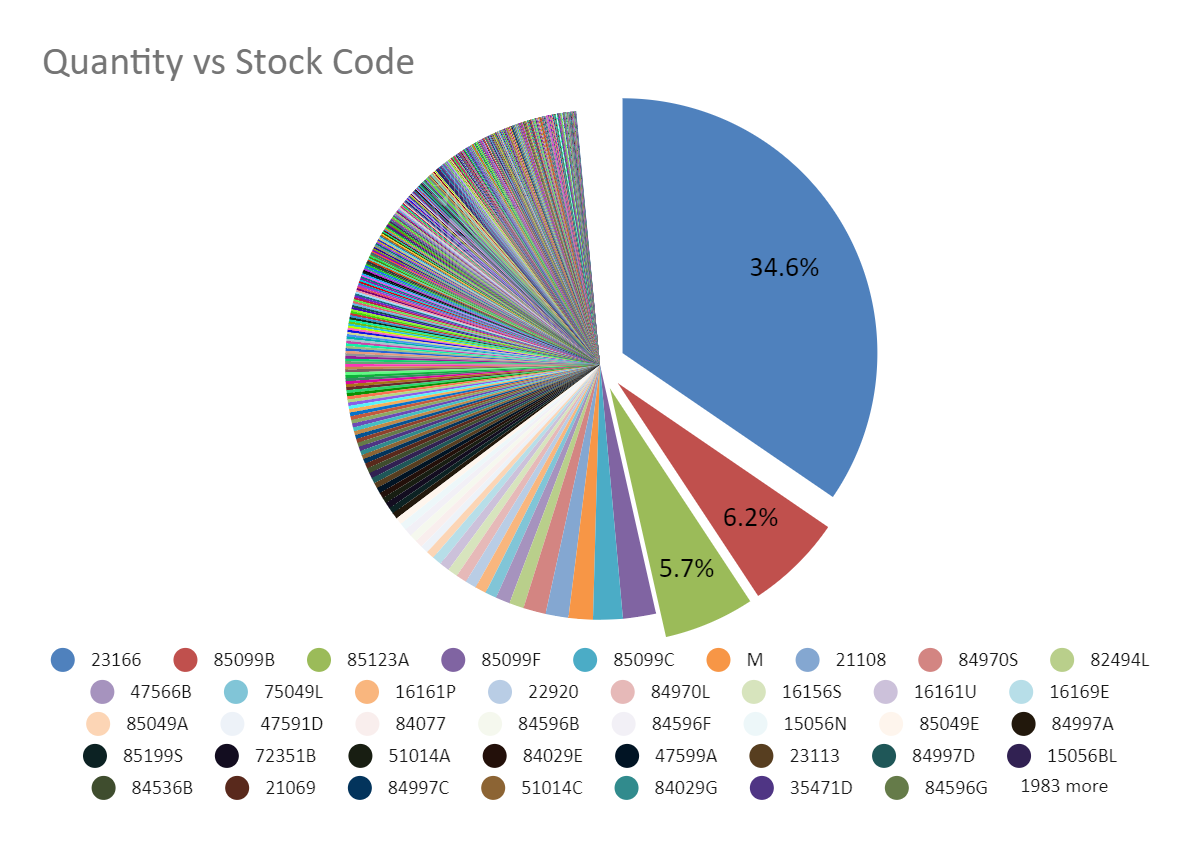 Quantity vs Stock Code
34.6%
6.2%
5.7%
23166 85099B 85123A 85099F 85099C M 21108 84970S 82494L
47566B 75049L 16161P 22920 84970L 16156S 16161U 16169E
85049A 47591D 84077 84596B 84596F 15056N 85049E 84997A
85199S 72351B 51014A 84029E 47599A 23113 84997D 15056BL
84536B 21069 84997C 51014C 84029G 35471D 84596G 1983 more